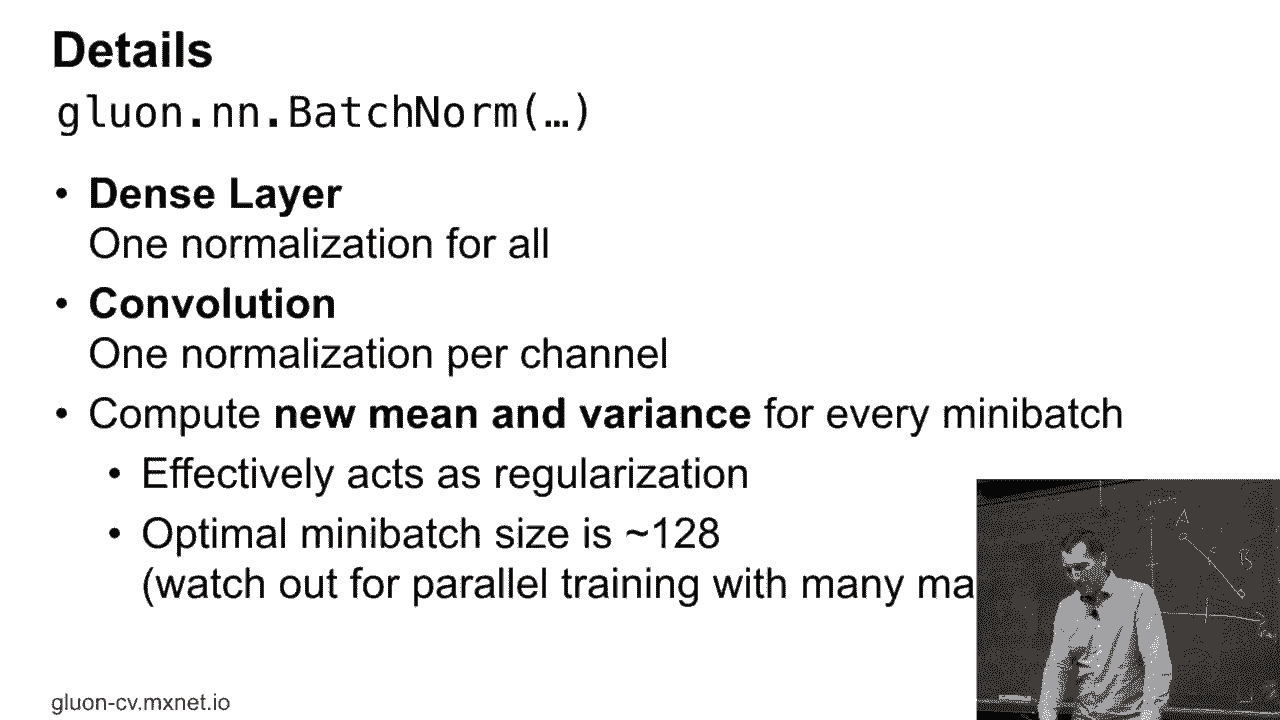 Details
gluon.nn.BatchNorm(…)
• Dense Layer
One normalization for all
• Convolution
One normalization per channel
• Compute new mean and variance for every minibatch
• Effectively acts as regularization
• Optimal minibatch size is ~128
(watch out for parallel training with many ma
A
B
gluon-cv.mxnet.io